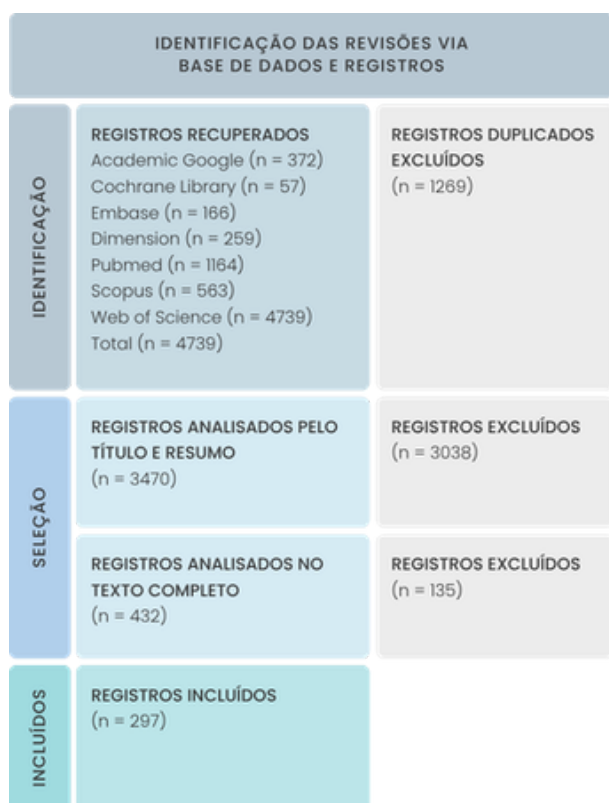 IDENTIFICAÇÃO DAS REVISÕES VIA
BASE DE DADOS E REGISTROS
IDENTIFICAÇÃO
REGISTROS RECUPERADOS
Academic Google (n = 372)
Cochrane Library (n = 57)
Embase (n = 166)
Dimension (n = 259)
Pubmed (n = 1164)
Scopus (n = 563)
Web of Science (n = 4739)
Total (n = 4739)
REGISTROS DUPLICADOS
EXCLUÍDOS
(n = 1269)
SELEÇÃO
REGISTROS ANALISADOS PELO
TÍTULO E RESUMO
(n = 3470)
REGISTROS EXCLUÍDOS
(n = 3038)
REGISTROS ANALISADOS NO
TEXTO COMPLETO
(n = 432)
REGISTROS EXCLUÍDOS
(n = 135)
INCLUÍDOS
REGISTROS INCLUÍDOS
(n = 297)